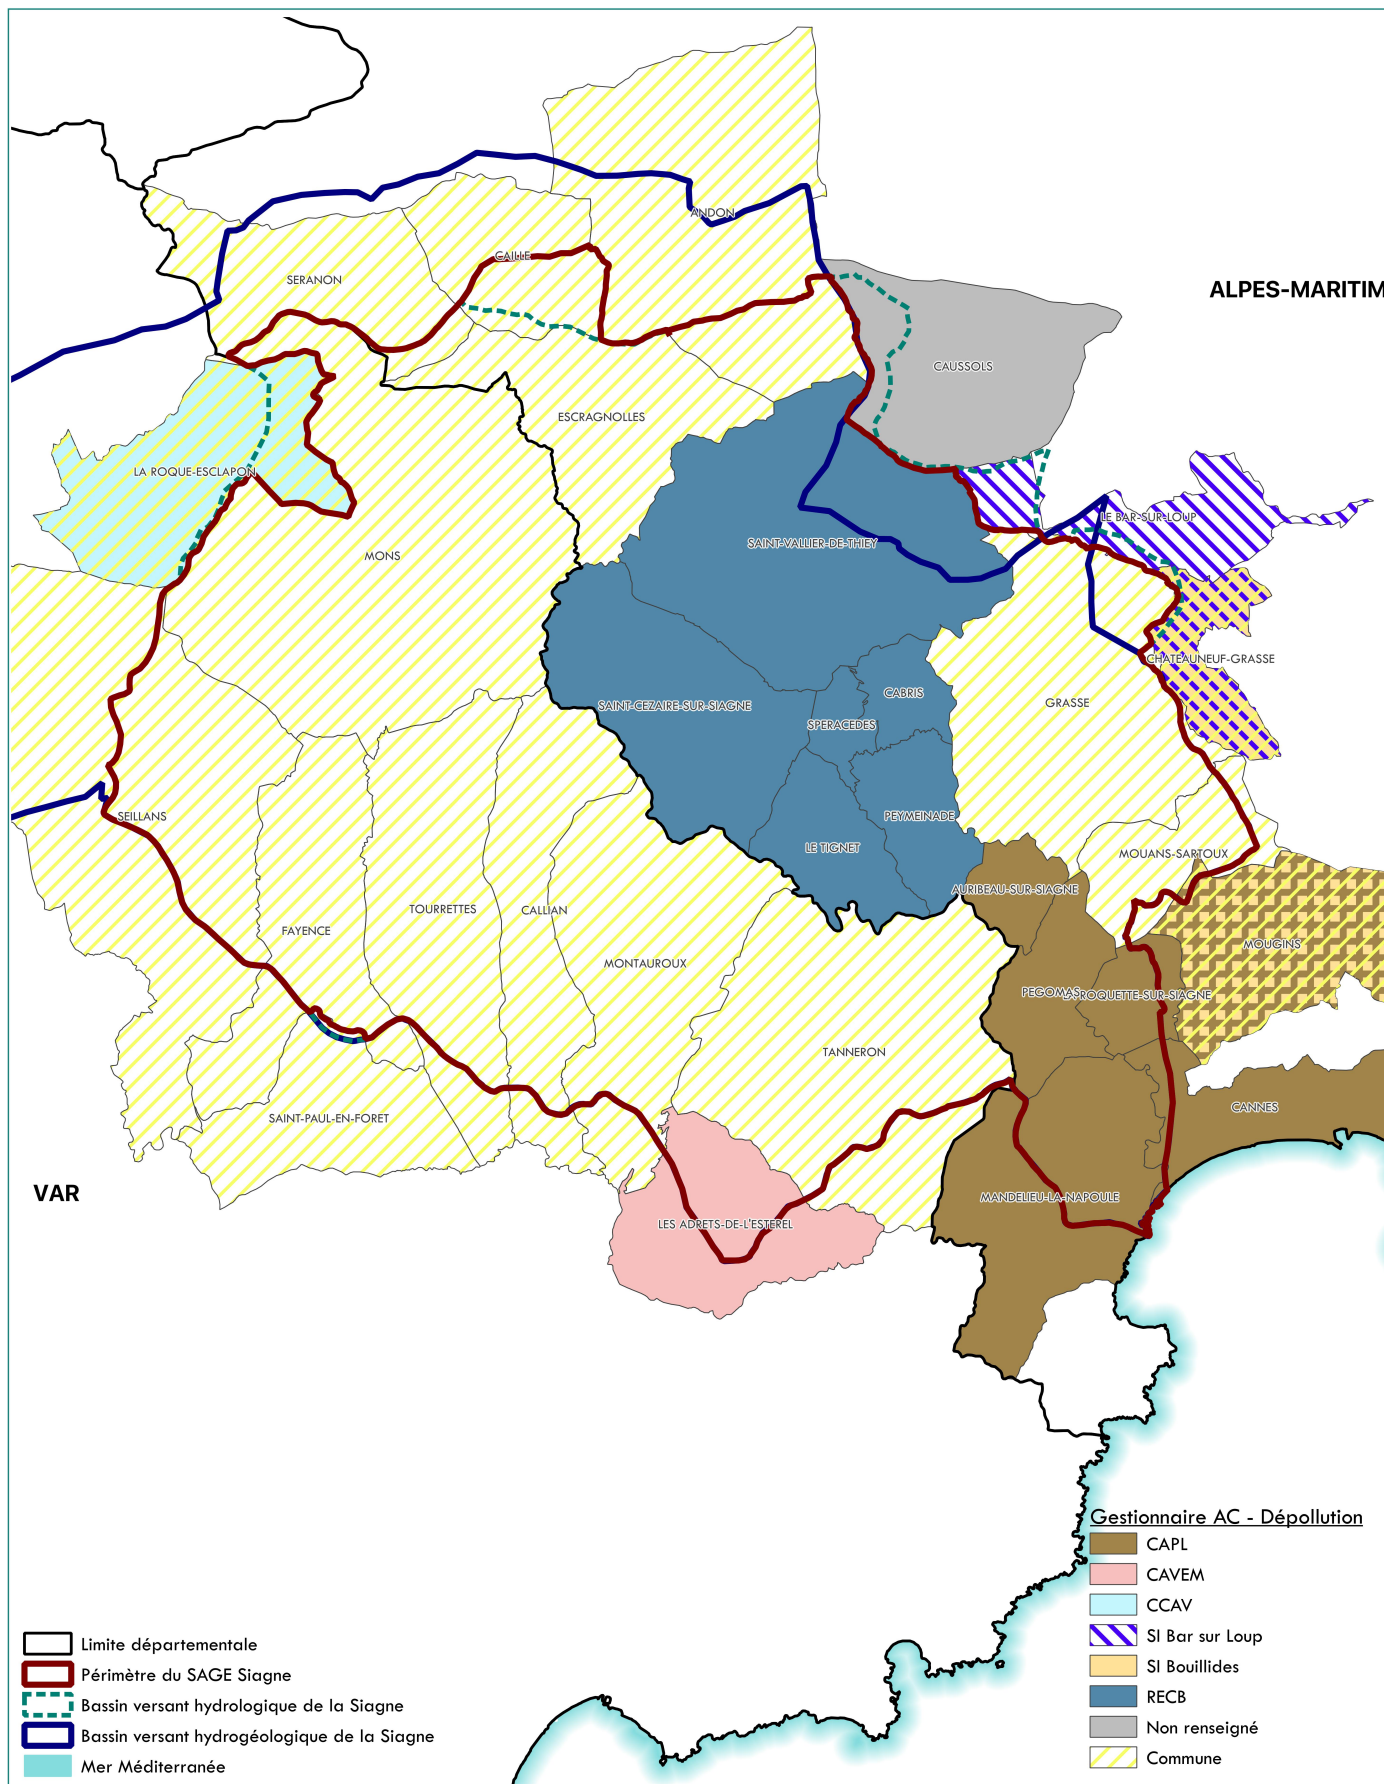 ANDON
CAILLE
SERANON
ALPES-MARITIM
CAUSSOLS
ESCRAGNOLLES
LA ROQUE-ESCLAPON
LE BAR-SUR-LOUP
SAINT-VALLIER-DE-THIEY
MONS
CHATEAUNEUF-GRASSE
CABRIS
GRASSE
SAINT-CEZAIRE-SUR-SIAGNE
SPERACEDES
SEILLANS
PEYMEINADE
LE TIGNET
MOUANS-SARTOUX
AURIBEAU-SUR-SIAGNE
TOURRETTES
CALLIAN
FAYENCE
MOUGINS
MONTAUROUX
PEGOMAS
ROQUETTE-SUR-SIAGNE
TANNERON
CANNES
SAINT-PAUL-EN-FORET
VAR
MANDELIEU-LA-NAPOULE
LES ADRETS-DE-L'ESTEREL
Gestionnaire AC - Dépollution
CAPL
CAVEM
CCAV
SI Bar sur Loup
SI Bouillides
RECB
Non renseigné
Commune
Limite départementale
Périmètre du SAGE Siagne
Bassin versant hydrologique de la Siagne
Bassin versant hydrogéologique de la Siagne
Mer Méditerranée